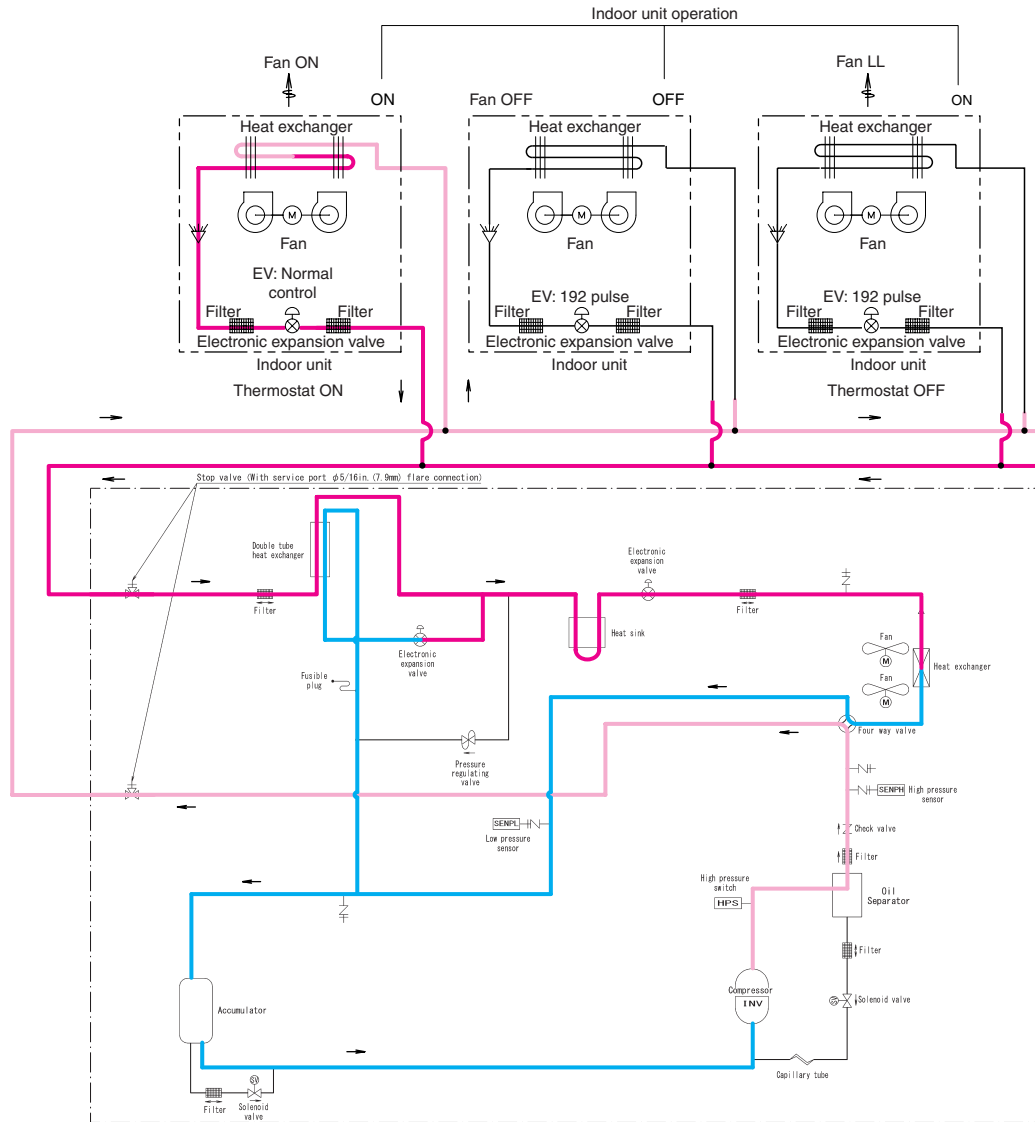 Indoor unit operation
Fan ON
ON
Fan OFF
OFF
Fan LL
ON
Heat exchanger
Heat exchanger
Heat exchanger
M
M
M
Fan
Fan
Fan
EV: Normal
control
EV: 192 pulse
EV: 192 pulse
Filter
Filter
Filter
Filter
Filter
Filter
Electronic expansion valve
Electronic expansion valve
Electronic expansion valve
Indoor unit
Indoor unit
Indoor unit
Thermostat ON
Thermostat OFF
Stop valve (With service port φ5/16in.(7.9mm) flare connection)
Double tube
heat exchanger
Filter
Electronic
expansion
valve
Electronic
expansion
valve
Filter
Heat sink
Fan
M
Fan
M
Heat exchanger
Fusible
plug
Four way valve
Pressure
regulating
valve
SENPH
High pressure
sensor
SENPL
Low pressure
sensor
Check valve
Filter
High pressure
switch
HPS
Oil
Separator
Filter
Compressor
INV
Solenoid valve
Accumulator
Capillary tube
SV
Filter
Solenoid
valve